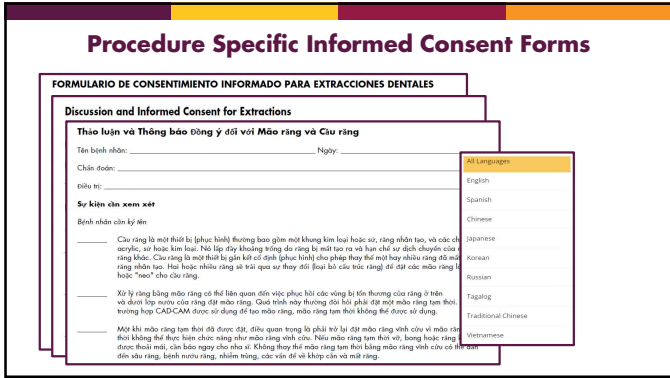 Procedure Specific Informed Consent Forms
FORMULARIO DE CONSENTIMIENTO INFORMADO PARA EXTRACCIONES DENTALES
Discussion and Informed Consent for Extractions
Thảo luận và Thông báo Đồng ý đối với Mão răng và Cầu răng
Tên bệnh nhân: Ngày:
Chẩn đoán:
Điều trị:
Sự kiện cần xem xét
Bệnh nhân cần ký tên
Cầu răng là một thiết bị (phục hình) thường bao gồm một khung kim loại hoặc sứ, răng nhân tạo, và các
acrylic, sứ hoặc kim loại. Nó lấp đầy khoảng trống do răng bị mất tạo ra và hạn chế sự dịch chuyển của
răng khác. Cầu răng là một thiết bị gắn kết cố định (phục hình) cho phép thay thế một hay nhiều răng đã
răng nhân tạo. Hai hoặc nhiều răng sẽ trải qua sự thay đổi (loại bỏ cấu trúc răng) để đặt các mão răng
hoặc "neo" cho cầu răng.
Xử lý răng bằng mão răng có thể liên quan đến việc phục hồi các vùng bị tổn thương của răng ở trên
và dưới lợp nướu của răng đặt mão răng. Quá trình này thường đòi hỏi phải đặt một mão răng tạm thời.
trường hợp CAD-CAM được sử dụng để tạo mão răng, mão răng tạm thời không thể được sử dụng.
Một khi mão răng tạm thời đã được đặt, điều quan trọng là phải trở lại đặt mão răng vĩnh cửu vì mão
thời không thể thực hiện chức năng như mão răng vĩnh cửu. Nếu mão răng tạm thời vỡ, bong hoặc răng
được thoải mái, cần báo ngay cho nha sĩ. Không thay thế mão răng tạm thời bằng mão răng vĩnh cửu có thể dẫn
đến sâu răng, bệnh nướu răng, nhiễm trùng, các vấn đề về khớp cắn và mất răng.
All Languages
English
Spanish
Chinese
Japanese
Korean
Russian
Tagalog
Traditional Chinese
Vietnamese